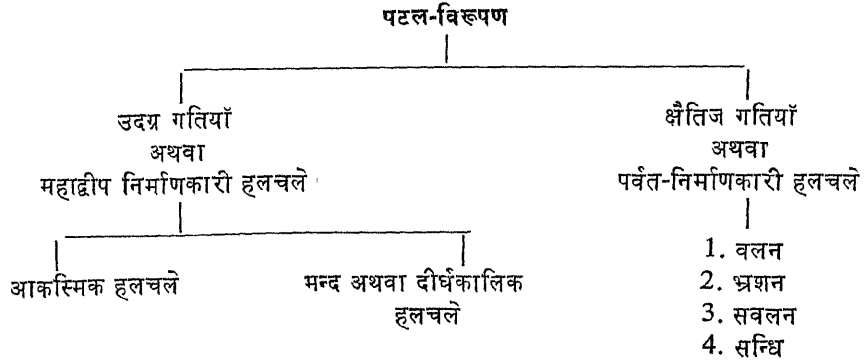 पटल-विरूपण
उदग्र गतियाँ
अथवा
महाद्वीप निर्माणकारी हलचले
क्षैतिज गतियाँ
अथवा
पर्वत-निर्माणकारी हलचले
आकस्मिक हलचले
मन्द अथवा दीर्घकालिक
हलचले
1. वलन
2. भ्रशन
3. सवलन
4. सन्धि